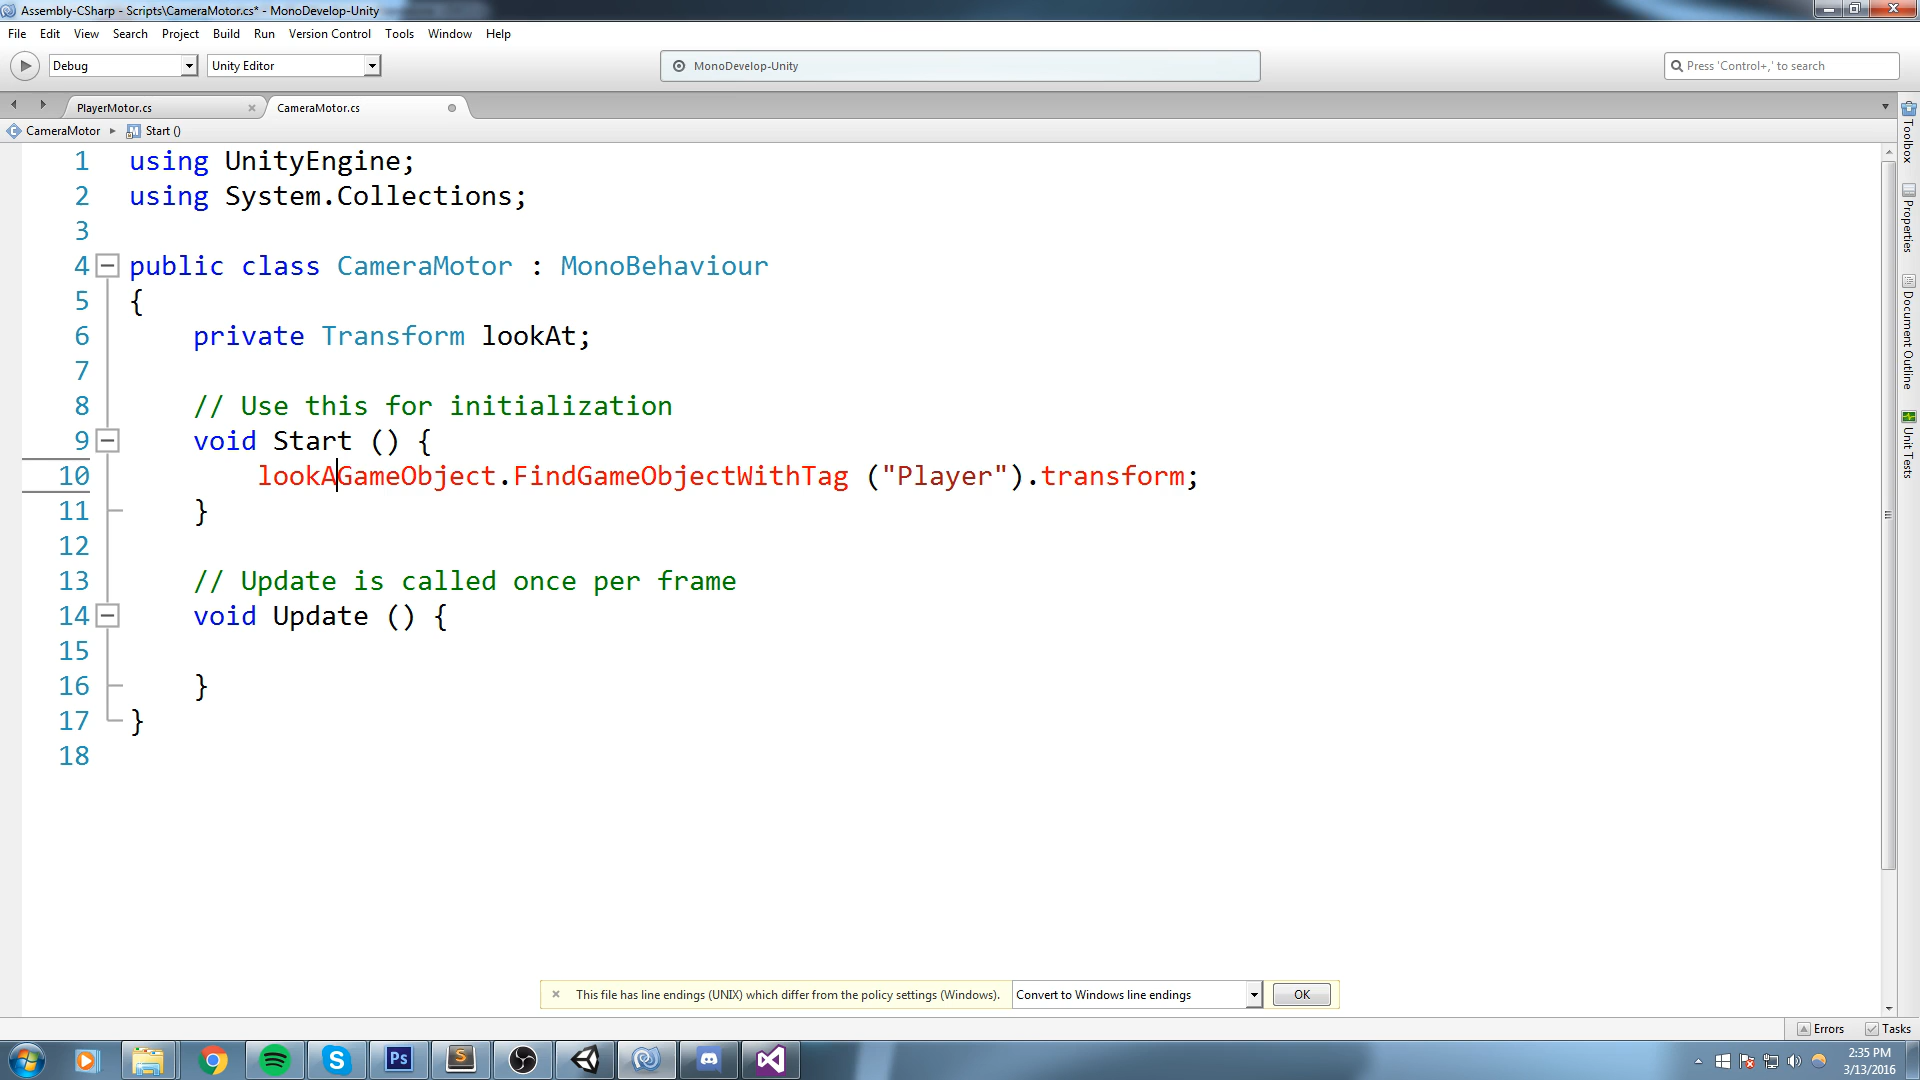 Assembly-CSharp - Scripts\CameraMotor.cs* - MonoDevelop-Unity
File Edit View Search Project Build Run Version Control Tools Window Help
Debug Unity Editor MonoDevelop-Unity Press 'Control+,' to search
PlayerMotor.cs CameraMotor.cs
CameraMotor Start ()
1 using UnityEngine;
2 using System.Collections;
3
4 public class CameraMotor : MonoBehaviour
5 {
6 private Transform lookAt;
7
8 // Use this for initialization
9 void Start () {
10 lookAGameObject.FindGameObjectWithTag ("Player").transform;
11 }
12
13 // Update is called once per frame
14 void Update () {
15
16 }
17 }
18
Toolbox
Properties
Document Outline
Unit Tests
This file has line endings (UNIX) which differ from the policy settings (Windows). Convert to Windows line endings OK
Errors Tasks
Ps S S
2:35 PM
3/13/2016